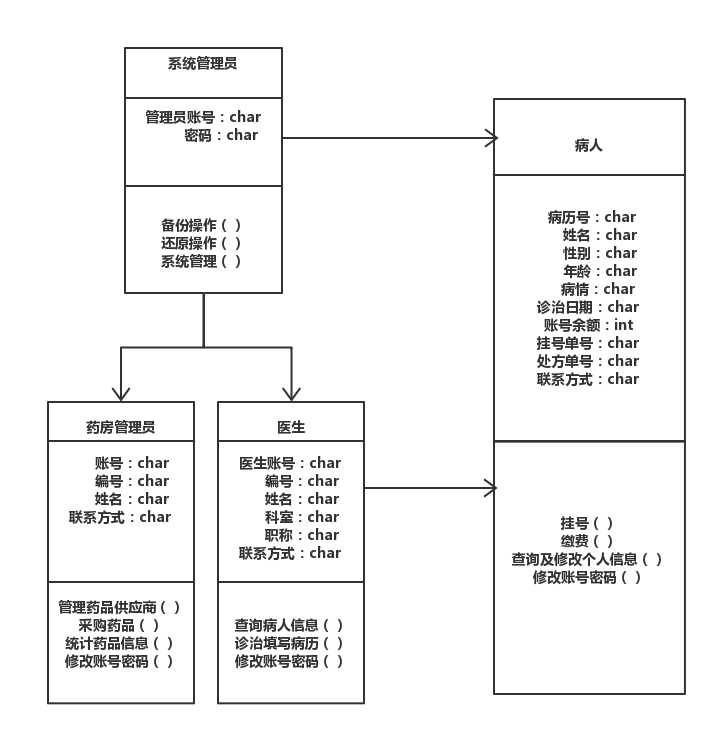 系统管理员
管理员账号：char
密码：char
备份操作（ ）
还原操作（ ）
系统管理（ ）
病人
病历号：char
姓名：char
性别：char
年龄：char
病情：char
诊治日期：char
账号余额：int
挂号单号：char
处方单号：char
联系方式：char
挂号（ ）
缴费（ ）
查询及修改个人信息（ ）
修改账号密码（ ）
药房管理员
账号：char
编号：char
姓名：char
联系方式：char
管理药品供应商（ ）
采购药品（ ）
统计药品信息（ ）
修改账号密码（ ）
医生
医生账号：char
编号：char
姓名：char
科室：char
职称：char
联系方式：char
查询病人信息（ ）
诊治填写病历（ ）
修改账号密码（ ）